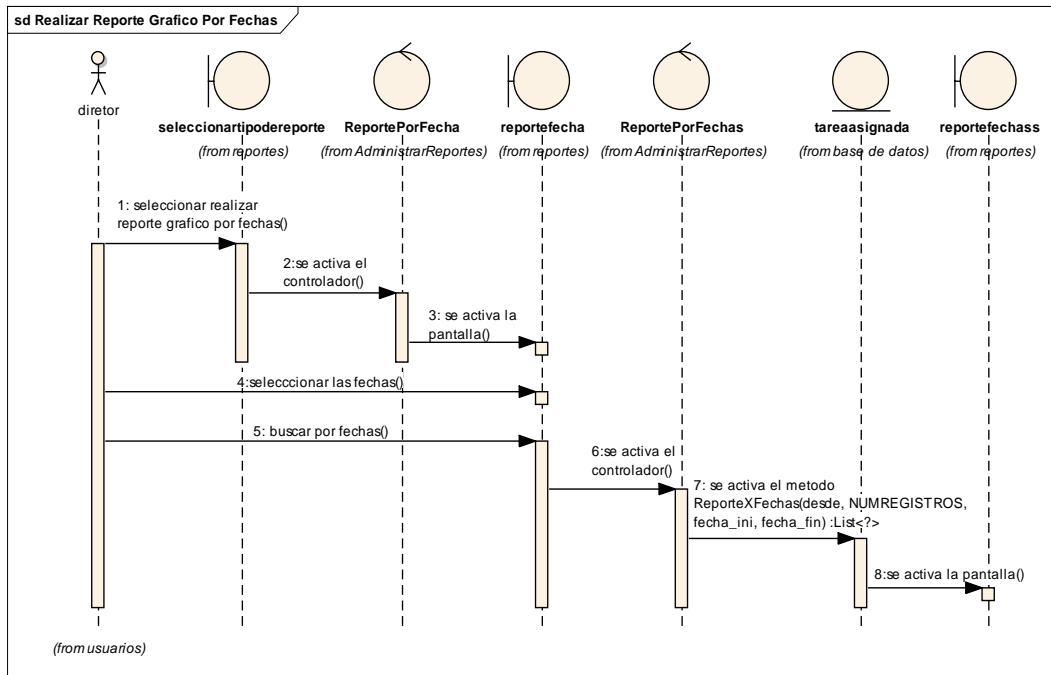 sd Realizar Reporte Grafico Por Fechas
diretor
seleccionartipodereporte
(from reportes)
ReportePorFecha
(from AdministrarReportes)
reportefecha
(from reportes)
ReportePorFechas
(from AdministrarReportes)
tareaasignada
(from base de datos)
reportefechass
(from reportes)
1: seleccionar realizar
reporte grafico por fechas()
2:se activa el
controlador()
3: se activa la
pantalla()
4:selecccionar las fechas()
5: buscar por fechas()
6:se activa el
controlador()
7: se activa el metodo
ReporteXFechas(desde, NUMREGISTROS,
fecha_ini, fecha_fin) :List<?>
8:se activa la pantalla()
(from usuarios)